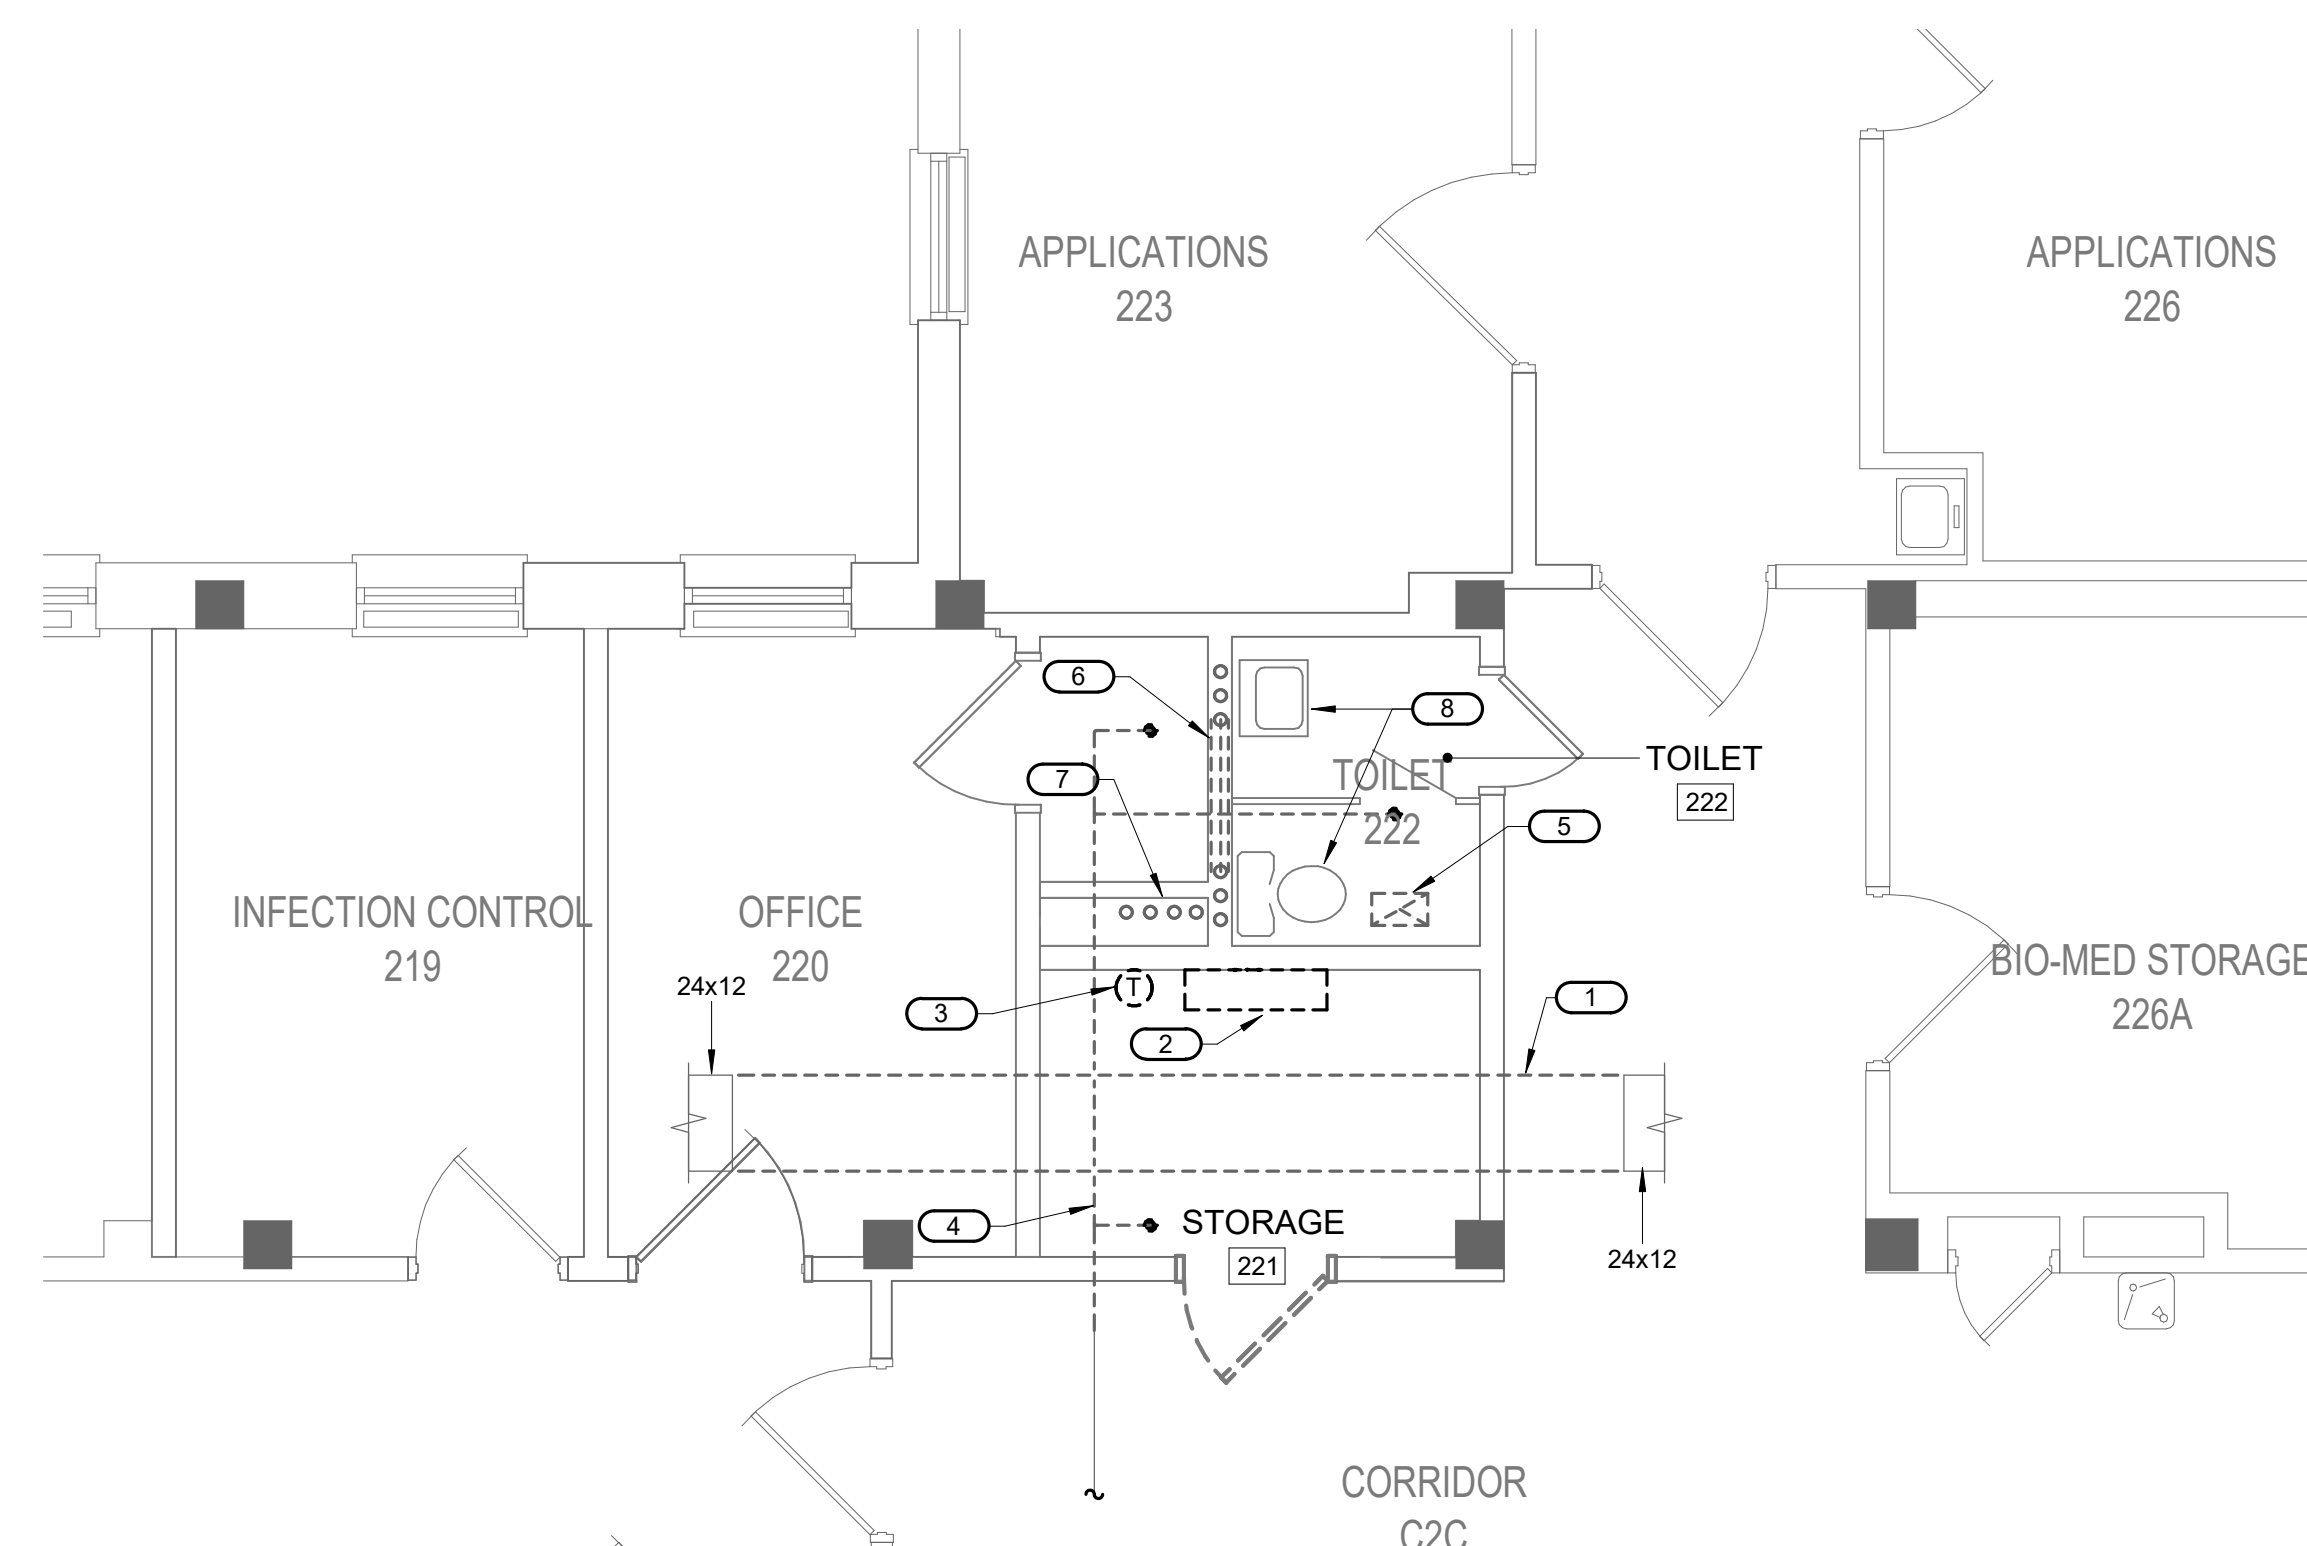 APPLICATIONS
223
APPLICATIONS
226
6
8
TOILET
222
TOILET
222
7
5
INFECTION CONTROL
219
OFFICE
220
BIO-MED STORAGE
226A
24x12
3
T
2
1
4
STORAGE
221
24x12
CORRIDOR
C2C